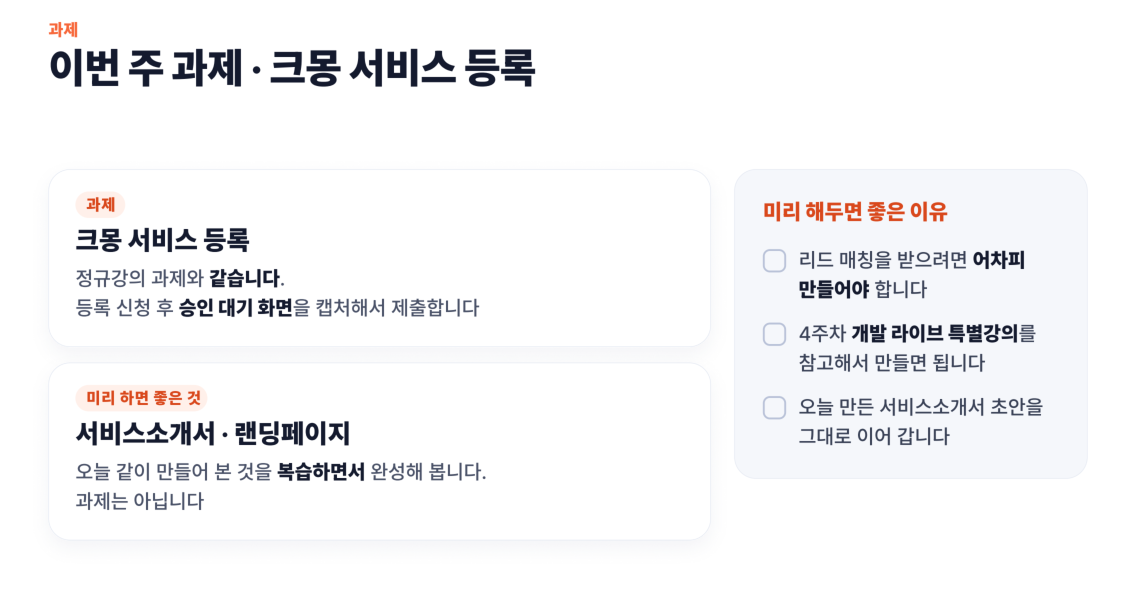 과제
이번 주 과제 · 크몽 서비스 등록
과제
크몽 서비스 등록
정규강의 과제와 같습니다.
등록 신청 후 승인 대기 화면을 캡처해서 제출합니다
미리 하면 좋은 것
서비스소개서 · 랜딩페이지
오늘 같이 만들어 본 것을 복습하면서 완성해 봅니다.
과제는 아닙니다
미리 해두면 좋은 이유
리드 매칭을 받으려면 어차피
만들어야 합니다
4주차 개발 라이브 특별강의를
참고해서 만들면 됩니다
오늘 만든 서비스소개서 초안을
그대로 이어 갑니다